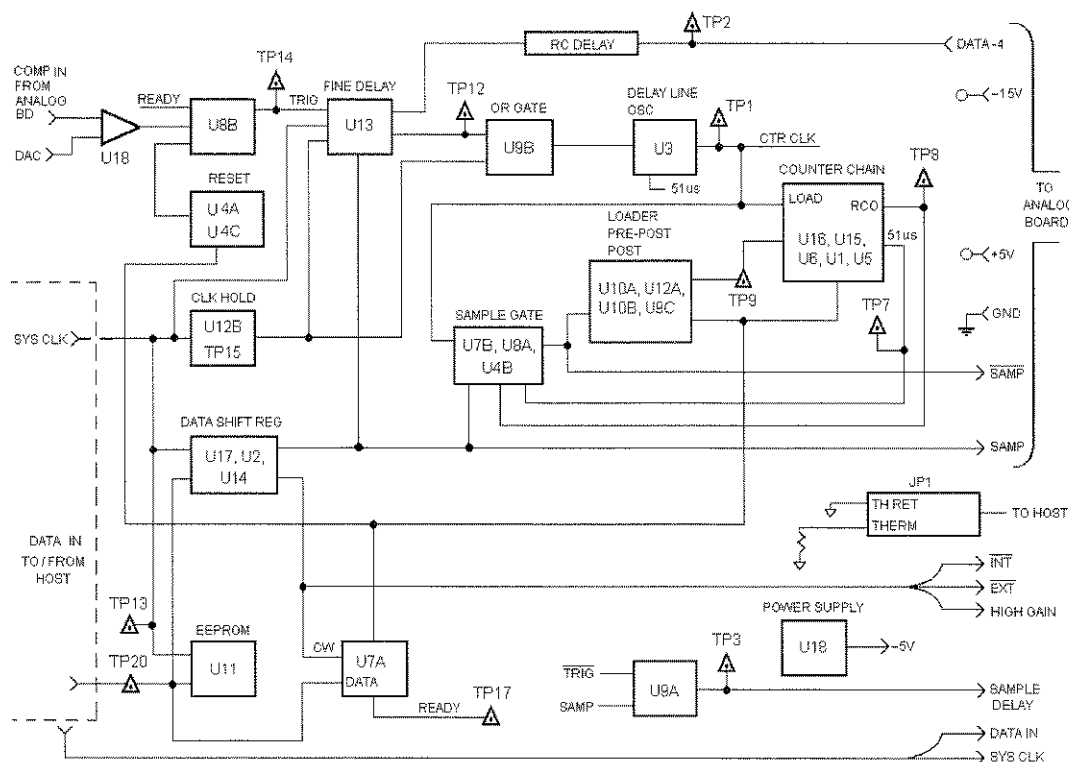 TP2
RC DELAY
DATA-4
COMP IN
FROM
ANALOG
BD
DAC
U18
READY
U8B
TP14
TRIG
FINE DELAY
U13
TP12
OR GATE
U9B
DELAY LINE
OSC
U3
51us
TP1
CTR CLK
-15V
TO
ANALOG
BOARD
RESET
U4A
U4C
COUNTER CHAIN
LOAD
RCO
U16, U15,
U6, U1, U5
TP8
51us
LOADER
PRE-POST
POST
U10A, U12A,
U10B, U9C
TP9
+5V
TP7
GND
SYS CLK
CLK HOLD
U12B
TP15
SAMPLE GATE
U7B, U8A,
U4B
SAMP
DATA SHIFT REG
U17, U2,
U14
SAMP
JP1
TH RET
THERM
TO HOST
DATA IN
TO / FROM
HOST
INT
EXT
HIGH GAIN
TP13
EEPROM
U11
TP20
CW
U7A
DATA
READY
TP17
POWER SUPPLY
U18
-5V
TRIG
SAMP
U9A
TP3
SAMPLE
DELAY
DATA IN
SYS CLK